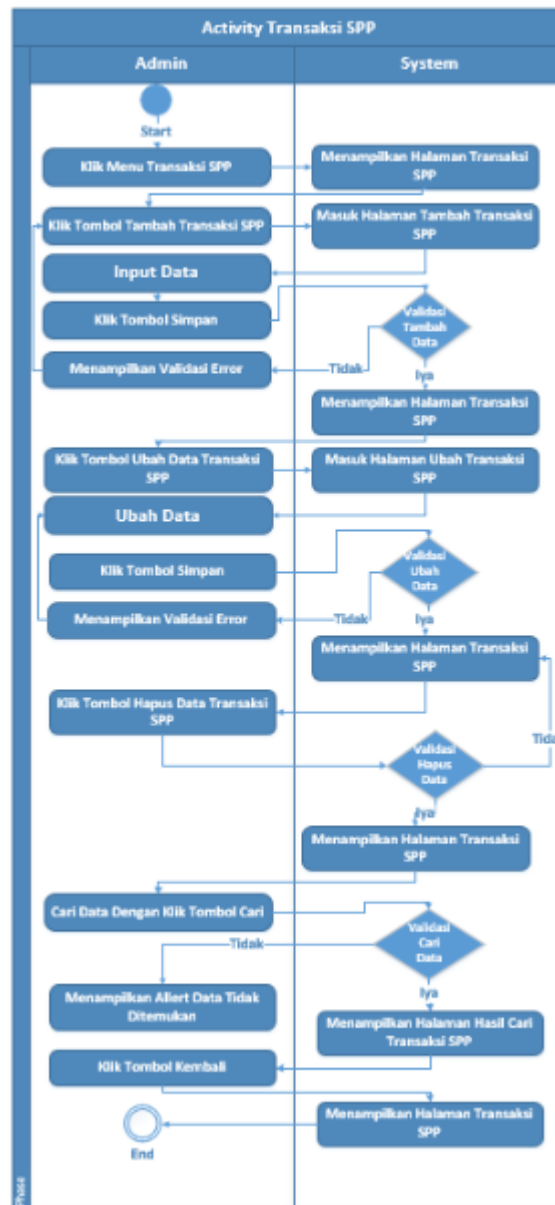 Activity Transaksi SPP
Admin
System
Start
Klik Menu Transaksi SPP
Menampilkan Halaman Transaksi
SPP
Klik Tombol Tambah Transaksi SPP
Masuk Halaman Tambah Transaksi
SPP
Input Data
Klik Tombol Simpan
Validasi
Tambah
Data
Menampilkan Validasi Error
Tidak
Iya
Menampilkan Halaman Transaksi
SPP
Klik Tombol Ubah Data Transaksi
SPP
Masuk Halaman Ubah Transaksi
SPP
Ubah Data
Klik Tombol Simpan
Validasi
Ubah
Data
Menampilkan Validasi Error
Tidak
Iya
Menampilkan Halaman Transaksi
SPP
Klik Tombol Hapus Data Transaksi
SPP
Tida
Validasi
Hapus
Data
Iya
Menampilkan Halaman Transaksi
SPP
Cari Data Dengan Klik Tombol Cari
Validasi
Cari
Data
Tidak
Iya
Menampilkan Allert Data Tidak
Ditemukan
Menampilkan Halaman Hasil Cari
Transaksi SPP
Klik Tombol Kembali
Menampilkan Halaman Transaksi
SPP
End
Phase